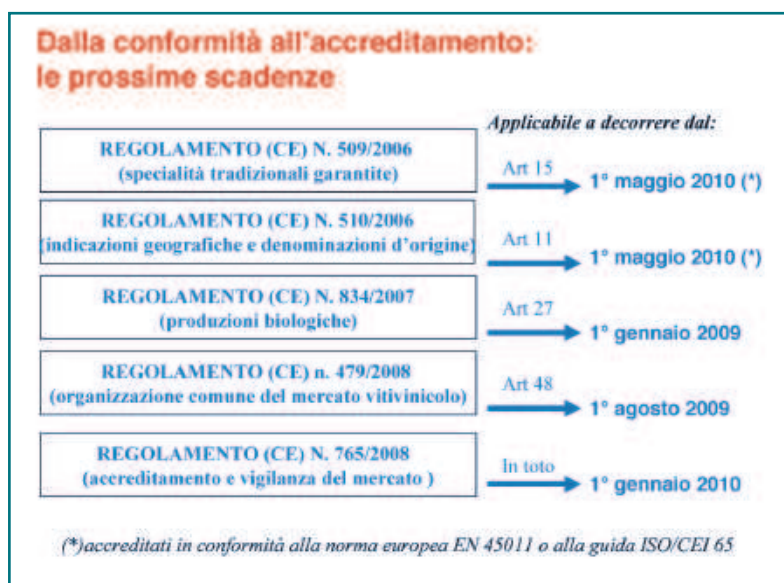 Dalla conformità all'accreditamento:
le prossime scadenze
Applicabile a decorrere dal:
REGOLAMENTO (CE) N. 509/2006
(specialità tradizionali garantite)
Art 15
1° maggio 2010 (*)
REGOLAMENTO (CE) N. 510/2006
(indicazioni geografiche e denominazioni d'origine)
Art 11
1° maggio 2010 (*)
REGOLAMENTO (CE) N. 834/2007
(produzioni biologiche)
Art 27
1° gennaio 2009
REGOLAMENTO (CE) n. 479/2008
(organizzazione comune del mercato vitivinicolo)
Art 48
1° agosto 2009
REGOLAMENTO (CE) N. 765/2008
(accreditamento e vigilanza del mercato )
In toto
1° gennaio 2010
(*)accreditati in conformità alla norma europea EN 45011 o alla guida ISO/CEI 65